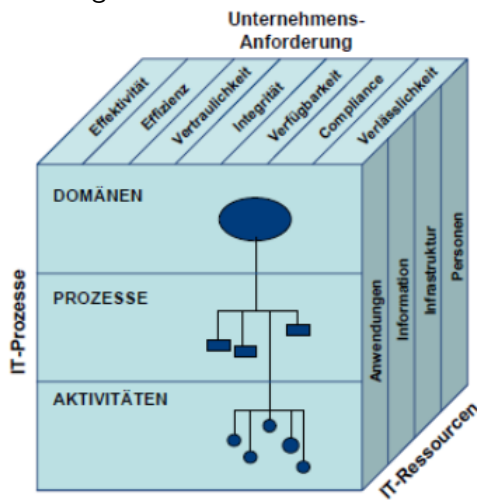 Unternehmens-
Anforderung
Effektivität
Effizienz
Vertraulichkeit
Integrität
Verfügbarkeit
Compliance
Verlässlichkeit
DOMÄNEN
PROZESSE
AKTIVITÄTEN
IT-Prozesse
Anwendungen
Information
Infrastruktur
Personen
IT-Ressourcen